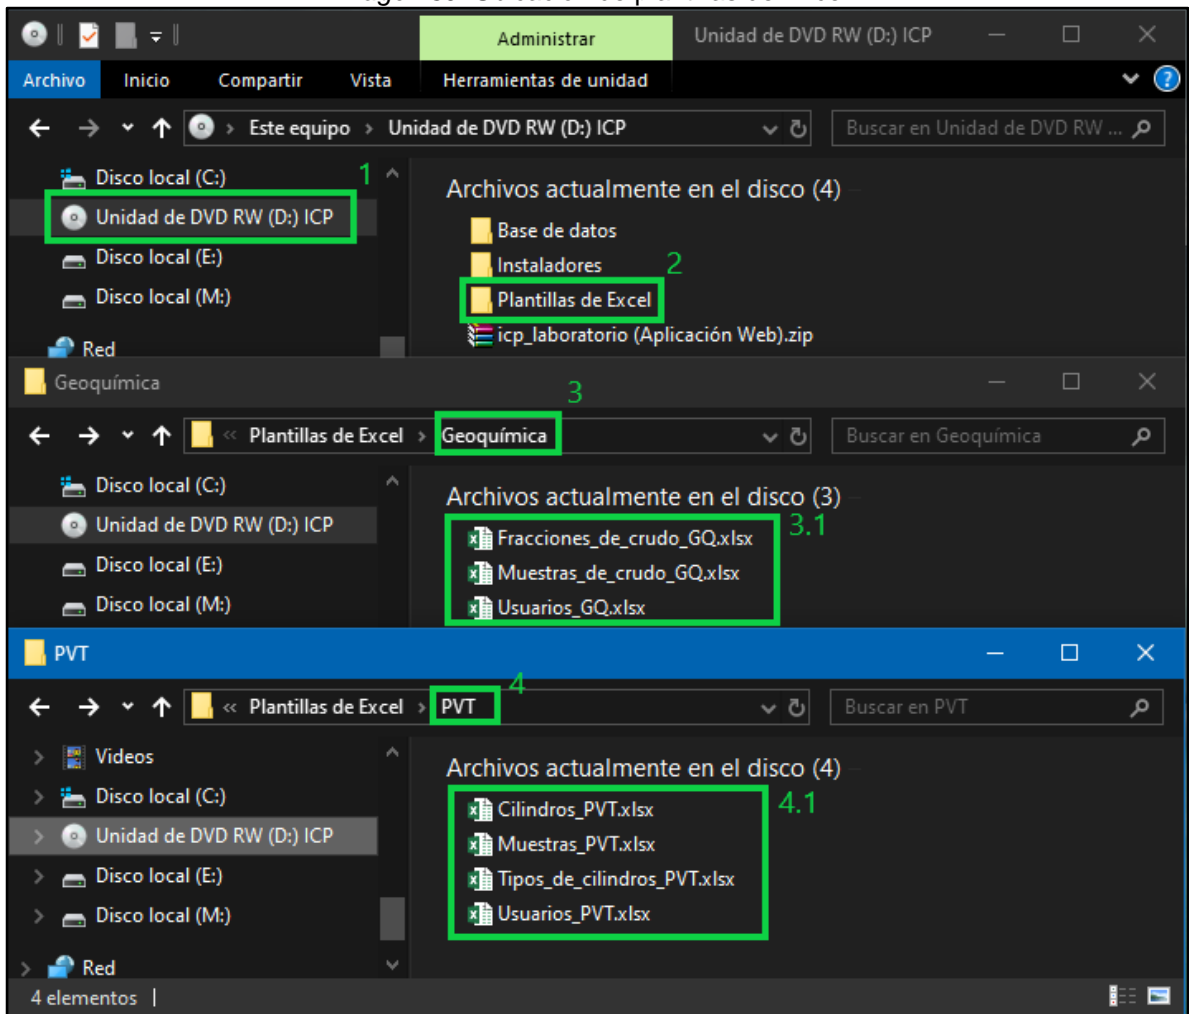 Administrar
Unidad de DVD RW (D:) ICP
Archivo Inicio Compartir Vista Herramientas de unidad
Este equipo > Unidad de DVD RW (D:) ICP
Buscar en Unidad de DVD RW ...
Disco local (C:)
1
Unidad de DVD RW (D:) ICP
Disco local (E:)
Disco local (M:)
Red
Archivos actualmente en el disco (4)
Base de datos
Instaladores
2
Plantillas de Excel
icp_laboratorio (Aplicación Web).zip
Geoquímica
3
« Plantillas de Excel > Geoquímica
Buscar en Geoquímica
Disco local (C:)
Unidad de DVD RW (D:) ICP
Disco local (E:)
Disco local (M:)
Archivos actualmente en el disco (3)
3.1
Fracciones_de_crudo_GQ.xlsx
Muestras_de_crudo_GQ.xlsx
Usuarios_GQ.xlsx
PVT
4
« Plantillas de Excel > PVT
Buscar en PVT
Videos
Disco local (C:)
Unidad de DVD RW (D:) ICP
Disco local (E:)
Disco local (M:)
Red
Archivos actualmente en el disco (4)
4.1
Cilindros_PVT.xlsx
Muestras_PVT.xlsx
Tipos_de_cilindros_PVT.xlsx
Usuarios_PVT.xlsx
4 elementos